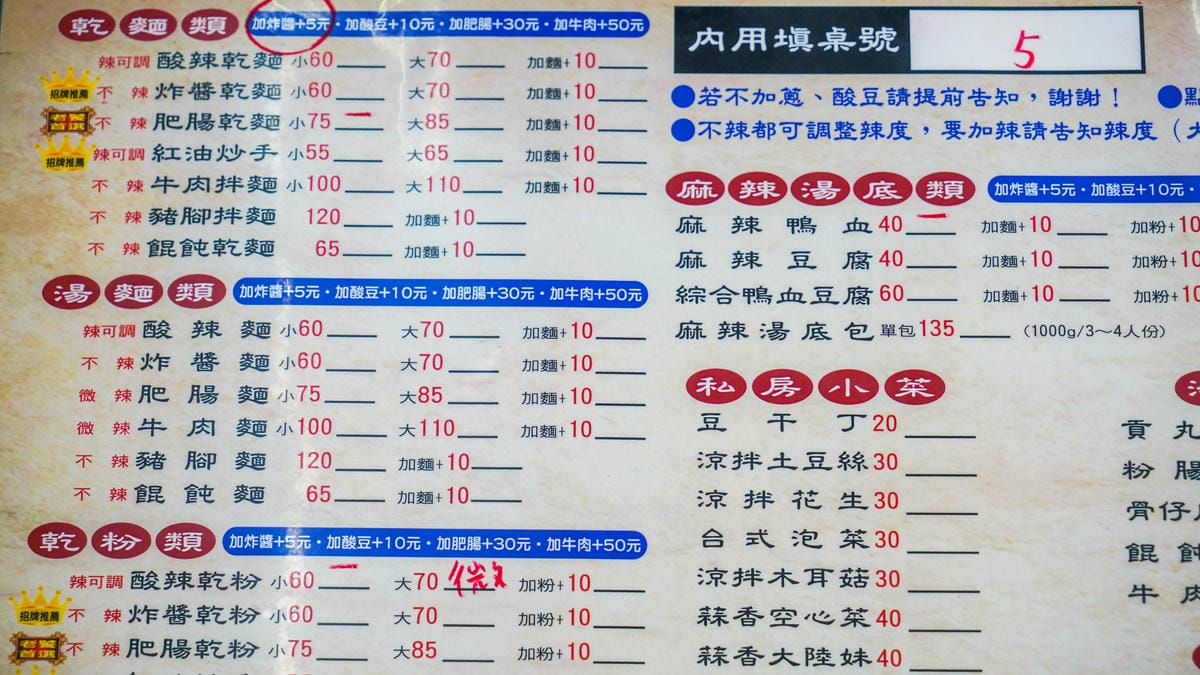 乾麵類 加炸醬+5元・加酸豆+10元・加肥腸+30元・加牛肉+50元
辣可調 酸辣乾麵 小60 大70 加麵+10
招牌推薦 不辣 炸醬乾麵 小60 大70 加麵+10
老饕首選 不辣 肥腸乾麵 小75 一 大85 加麵+10
招牌推薦 辣可調 紅油炒手 小55 大65 加麵+10
不辣 牛肉拌麵 小100 大110 加麵+10
不辣 豬腳拌麵 120 加麵+10
不辣 餛飩乾麵 65 加麵+10
湯麵類 加炸醬+5元・加酸豆+10元・加肥腸+30元・加牛肉+50元
辣可調 酸辣麵 小60 大70 加麵+10
不辣 炸醬麵 小60 大70 加麵+10
微辣 肥腸麵 小75 大85 加麵+10
微辣 牛肉麵 小100 大110 加麵+10
不辣 豬腳麵 120 加麵+10
不辣 餛飩麵 65 加麵+10
乾粉類 加炸醬+5元・加酸豆+10元・加肥腸+30元・加牛肉+50元
辣可調 酸辣乾粉 小60 一 大70 微 加粉+10
招牌推薦 不辣 炸醬乾粉 小60 大70 加粉+10
老饕首選 不辣 肥腸乾粉 小75 大85 加粉+10
內用填桌號 5
●若不加蔥、酸豆請提前告知，謝謝！ ●
●不辣都可調整辣度，要加辣請告知辣度（
麻辣湯底類 加炸醬+5元・加酸豆+10元・
麻辣鴨血 40 一 加麵+10 加粉+10
麻辣豆腐 40 加麵+10 加粉+10
綜合鴨血豆腐 60 加麵+10 加粉+10
麻辣湯底包 單包135 (1000g/3～4人份)
私房小菜
豆干丁 20
涼拌土豆絲 30
涼拌花生 30
台式泡菜 30
涼拌木耳菇 30
蒜香空心菜 40
蒜香大陸妹 40
貢丸
粉腸
骨仔
餛飩
牛肉